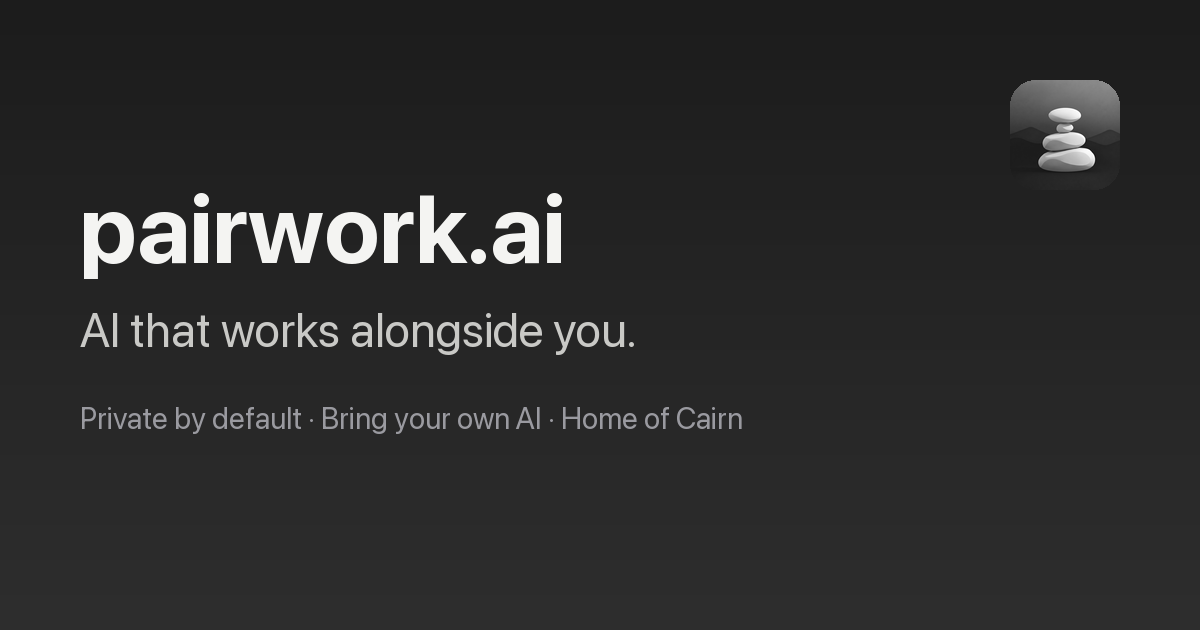 pairwork.ai
AI that works alongside you.
Private by default · Bring your own AI · Home of Cairn